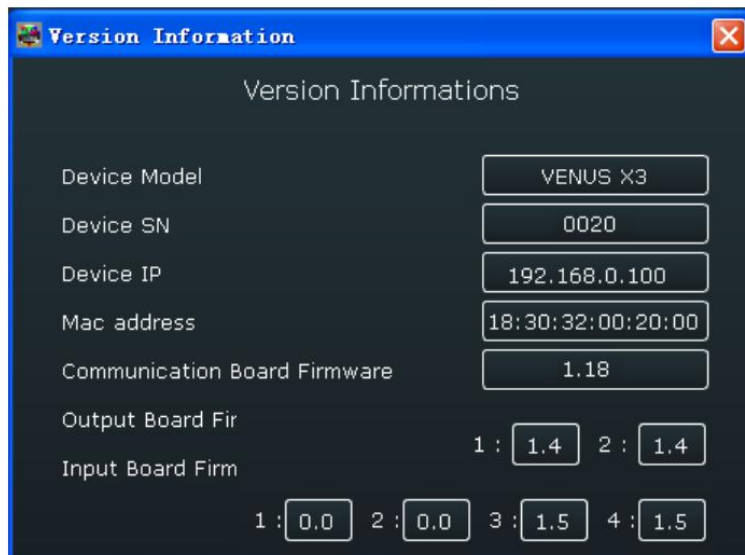 Version Information
Version Informations
Device Model VENUS X3
Device SN 0020
Device IP 192.168.0.100
Mac address 18:30:32:00:20:00
Communication Board Firmware 1.18
Output Board Fir
1 : 1.4 2 : 1.4
Input Board Firm
1 : 0.0 2 : 0.0 3 : 1.5 4 : 1.5